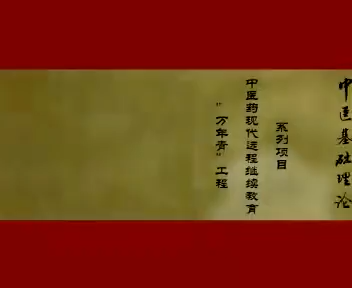 中医基础理论
系列项目
中医药现代远程继续教育
“万年青”工程